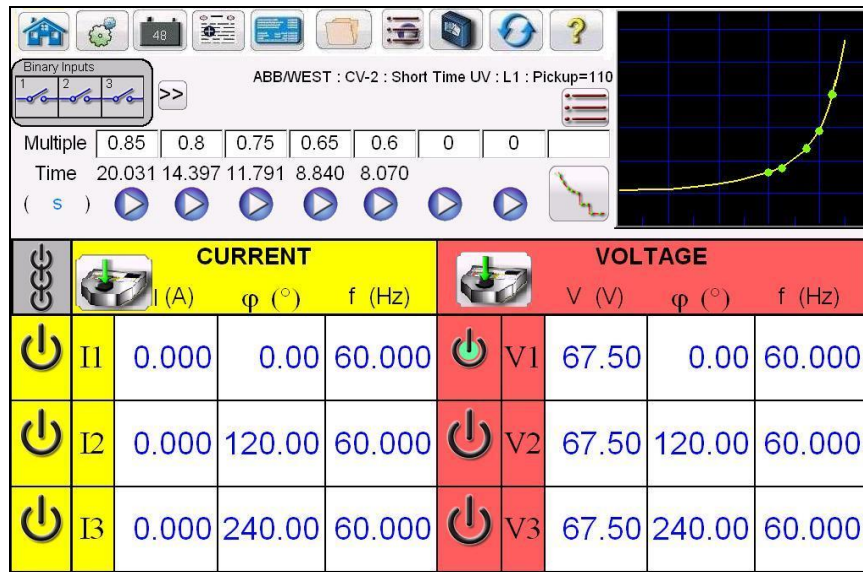 48
Binary Inputs
1 2 3
>>
ABB/WEST : CV-2 : Short Time UV : L1 : Pickup=110
Multiple 0.85 0.8 0.75 0.65 0.6 0 0
Time 20.031 14.397 11.791 8.840 8.070
( s )
CURRENT VOLTAGE
I (A) φ (°) f (Hz) V (V) φ (°) f (Hz)
I1 0.000 0.00 60.000 V1 67.50 0.00 60.000
I2 0.000 120.00 60.000 V2 67.50 120.00 60.000
I3 0.000 240.00 60.000 V3 67.50 240.00 60.000